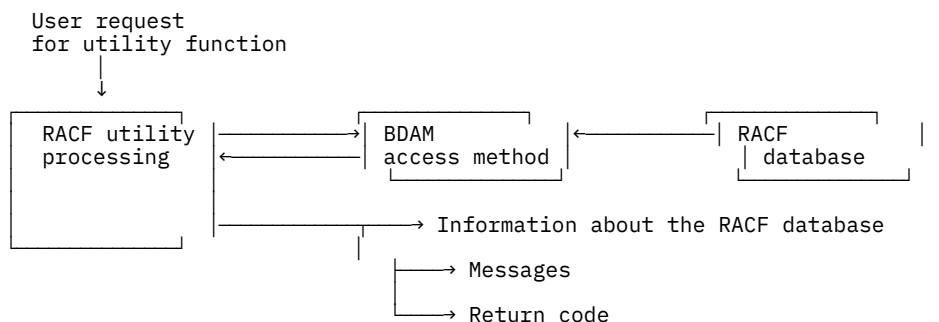 User request
for utility function
RACF utility
processing
BDAM
access method
RACF
database
Information about the RACF database
Messages
Return code